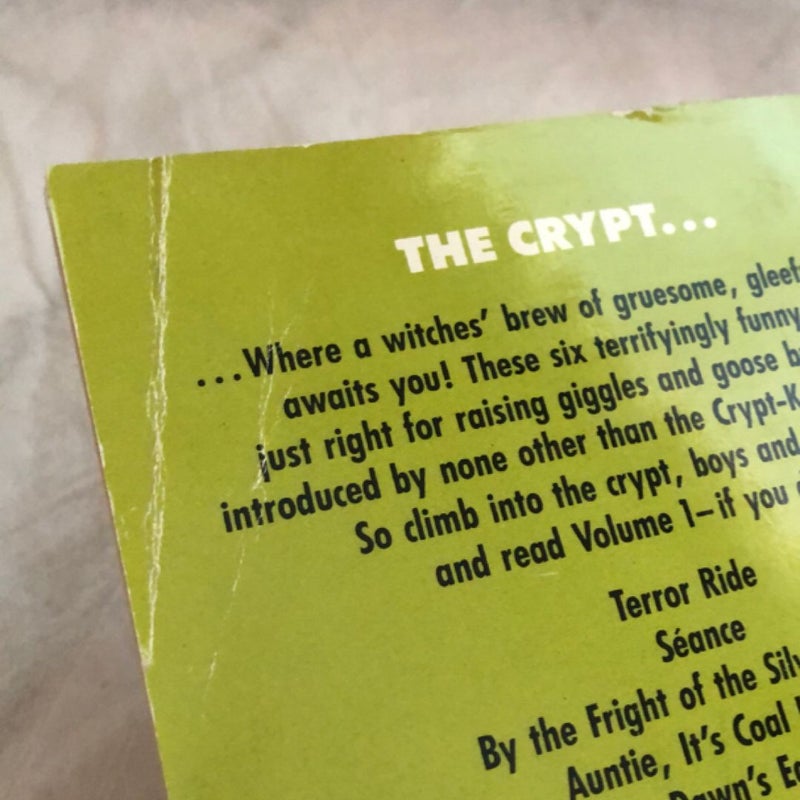 THE CRYPT...
...Where a witches' brew of gruesome,
awaits you! These six terrifyingly funny
just right for raising giggles and goose
introduced by none other than the
So climb into the crypt, boys and
and read Volume 1–if you
Terror Ride
Séance
By the Fright of the
Auntie, It's Coal
Dawn's